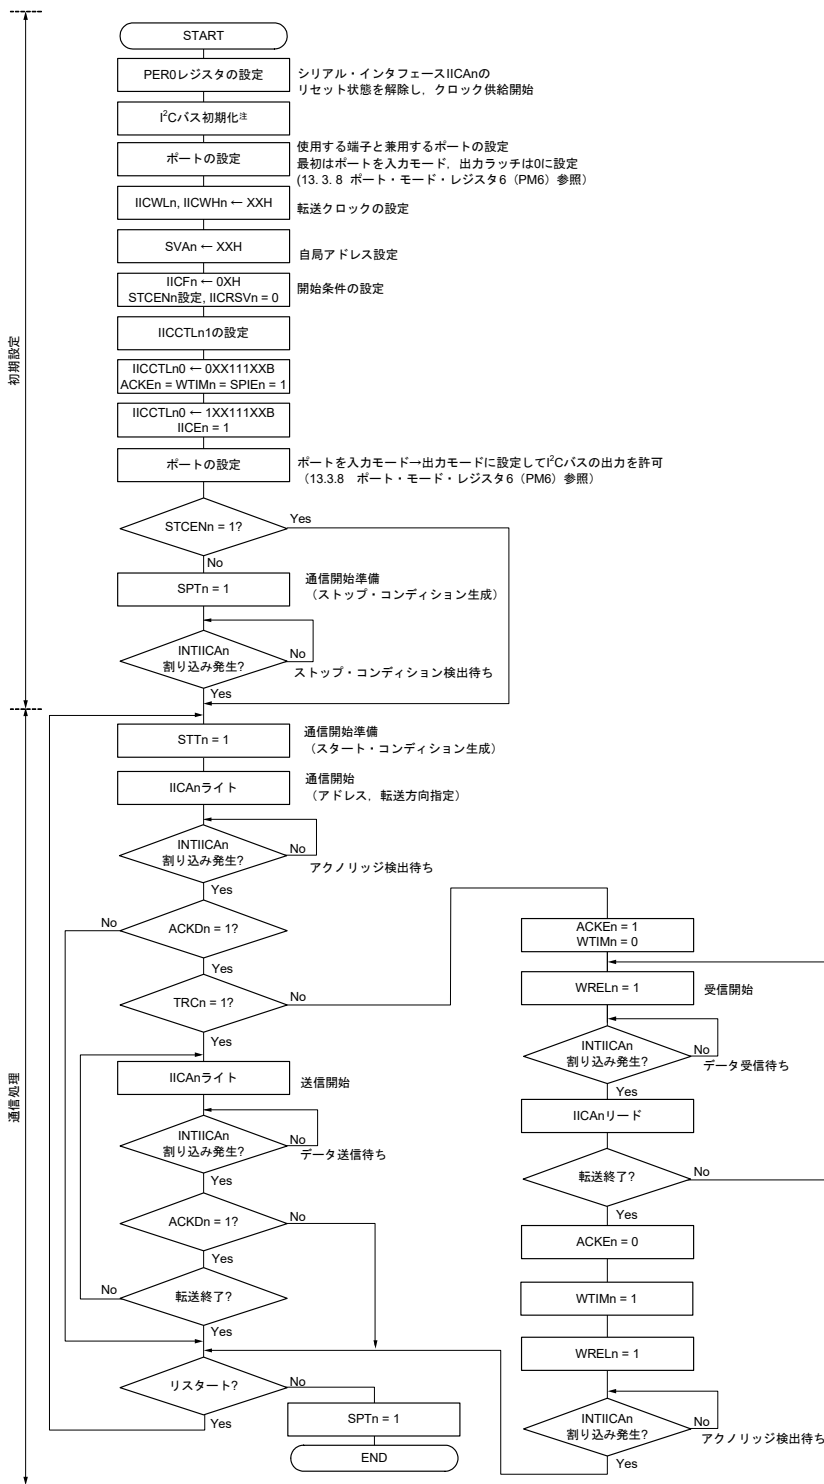 START
PER0レジスタの設定
シリアル・インタフェースIICAnの
リセット状態を解除し，クロック供給開始
I²Cバス初期化注
ポートの設定
使用する端子と兼用するポートの設定
最初はポートを入力モード，出力ラッチは0に設定
(13. 3. 8 ポート・モード・レジスタ6（PM6）参照）
IICWLn, IICWHn ← XXH
転送クロックの設定
SVAn ← XXH
自局アドレス設定
IICFn ← 0XH
STCENn設定, IICRSVn = 0
開始条件の設定
IICCTLn1の設定
初期設定
IICCTLn0 ← 0XX111XXB
ACKEn = WTIMn = SPIEn = 1
IICCTLn0 ← 1XX111XXB
IICEn = 1
ポートの設定
ポートを入力モード→出力モードに設定してI²Cバスの出力を許可
（13.3.8　ポート・モード・レジスタ6（PM6）参照）
STCENn = 1?
Yes
No
SPTn = 1
通信開始準備
（ストップ・コンディション生成）
INTIICAn
割り込み発生?
No
ストップ・コンディション検出待ち
Yes
STTn = 1
通信開始準備
（スタート・コンディション生成）
IICAnライト
通信開始
（アドレス，転送方向指定）
INTIICAn
割り込み発生?
No
アクノリッジ検出待ち
Yes
ACKDn = 1?
No
Yes
TRCn = 1?
No
Yes
通信処理
IICAnライト
送信開始
INTIICAn
割り込み発生?
No
データ送信待ち
Yes
ACKDn = 1?
No
Yes
転送終了?
No
Yes
リスタート?
No
Yes
SPTn = 1
END
ACKEn = 1
WTIMn = 0
WRELn = 1
受信開始
INTIICAn
割り込み発生?
No
データ受信待ち
Yes
IICAnリード
転送終了?
No
Yes
ACKEn = 0
WTIMn = 1
WRELn = 1
INTIICAn
割り込み発生?
No
アクノリッジ検出待ち
Yes